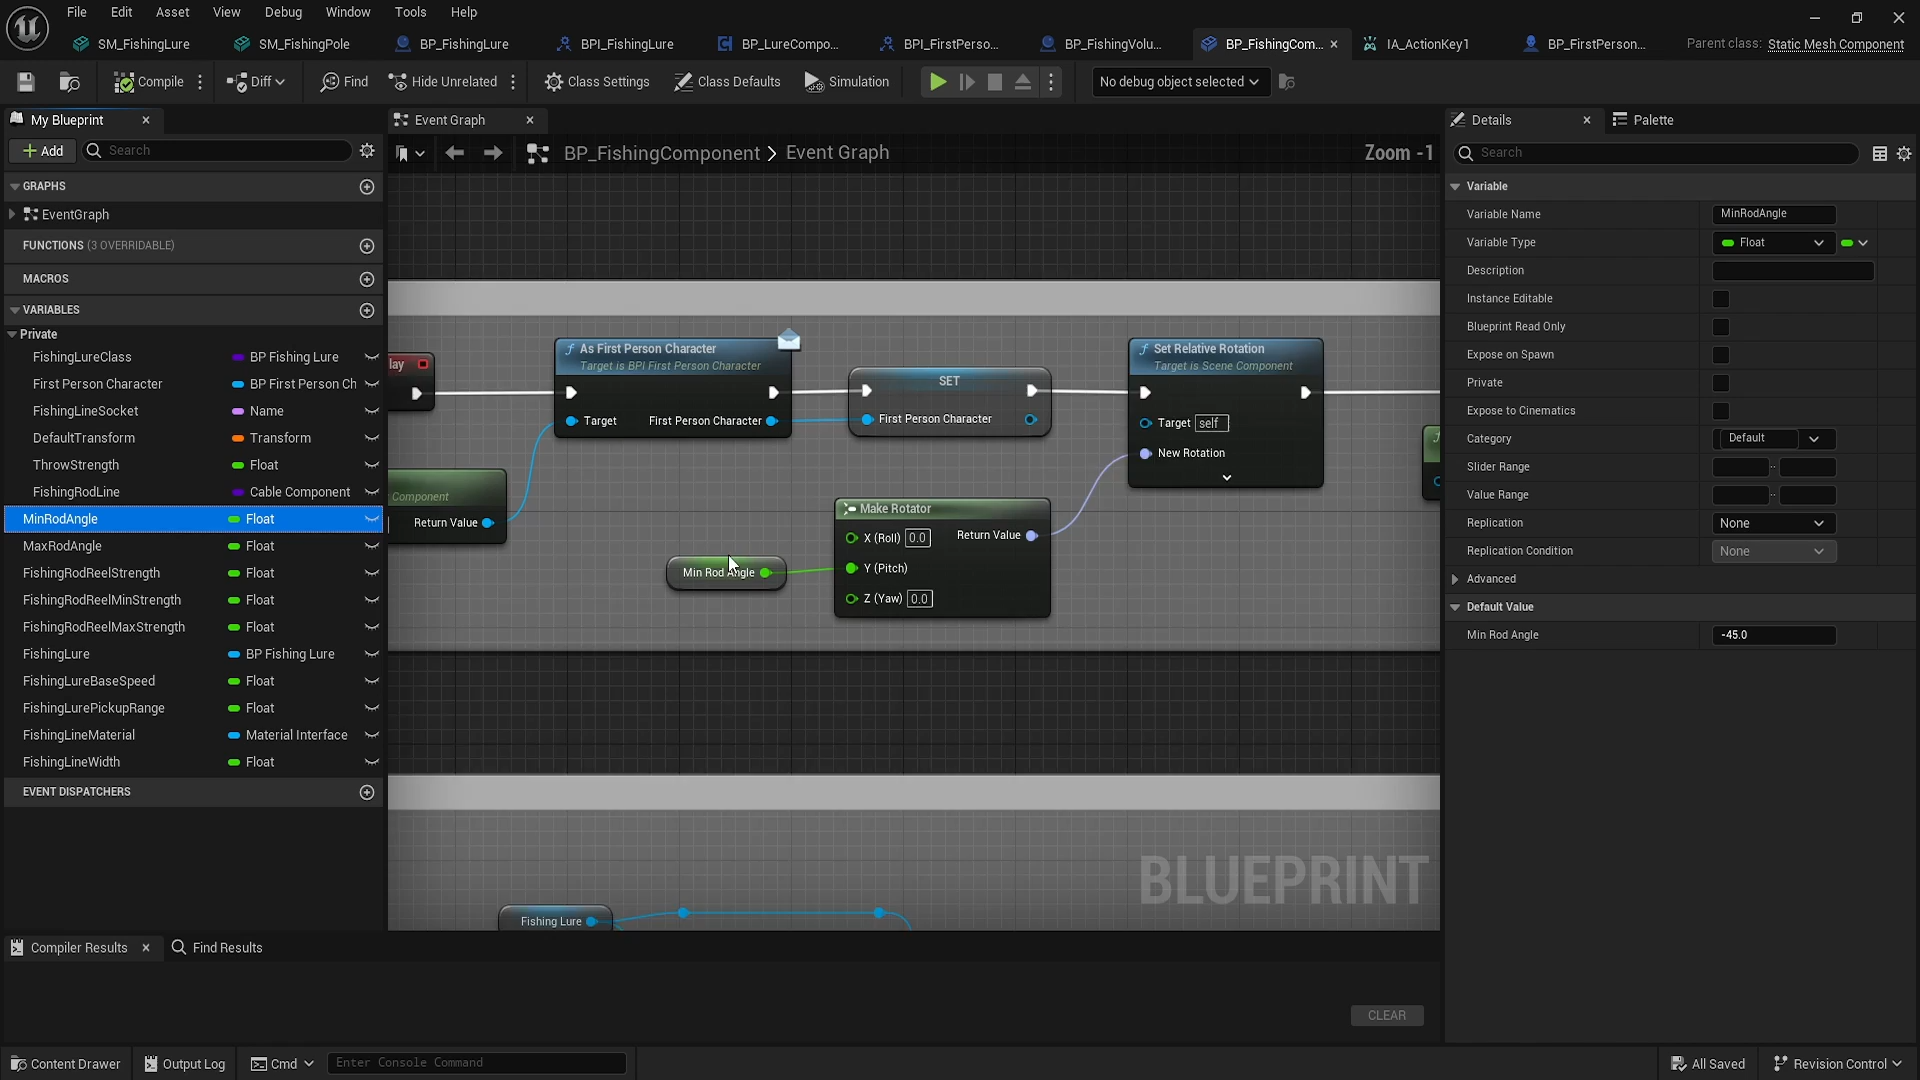 File Edit Asset View Debug Window Tools Help
SM_FishingLure SM_FishingPole BP_FishingLure BPI_FishingLure BP_LureCompo... BPI_FirstPerso... BP_FishingVolu... BP_FishingCom... IA_ActionKey1 BP_FirstPerson... Parent class: Static Mesh Component
Compile Diff Find Hide Unrelated Class Settings Class Defaults Simulation No debug object selected
My Blueprint
Add Search
GRAPHS
EventGraph
FUNCTIONS (3 OVERRIDABLE)
MACROS
VARIABLES
Private
FishingLureClass BP Fishing Lure
First Person Character BP First Person Ch
FishingLineSocket Name
DefaultTransform Transform
ThrowStrength Float
FishingRodLine Cable Component
MinRodAngle Float
MaxRodAngle Float
FishingRodReelStrength Float
FishingRodReelMinStrength Float
FishingRodReelMaxStrength Float
FishingLure BP Fishing Lure
FishingLureBaseSpeed Float
FishingLurePickupRange Float
FishingLineMaterial Material Interface
FishingLineWidth Float
EVENT DISPATCHERS
Event Graph
BP_FishingComponent > Event Graph Zoom -1
lay
As First Person Character
Target is BPI First Person Character
Target First Person Character
SET
First Person Character
Set Relative Rotation
Target is Scene Component
Target self
New Rotation
Component
Return Value
Min Rod Angle
Make Rotator
X (Roll) 0.0 Return Value
Y (Pitch)
Z (Yaw) 0.0
BLUEPRINT
Fishing Lure
Details Palette
Search
Variable
Variable Name MinRodAngle
Variable Type Float
Description
Instance Editable
Blueprint Read Only
Expose on Spawn
Private
Expose to Cinematics
Category Default
Slider Range
Value Range
Replication None
Replication Condition None
Advanced
Default Value
Min Rod Angle -45.0
Compiler Results Find Results
CLEAR
Content Drawer Output Log Cmd Enter Console Command All Saved Revision Control